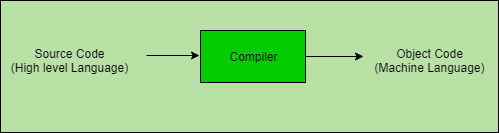 Source Code
(High level Language)
Compiler
Object Code
(Machine Language)